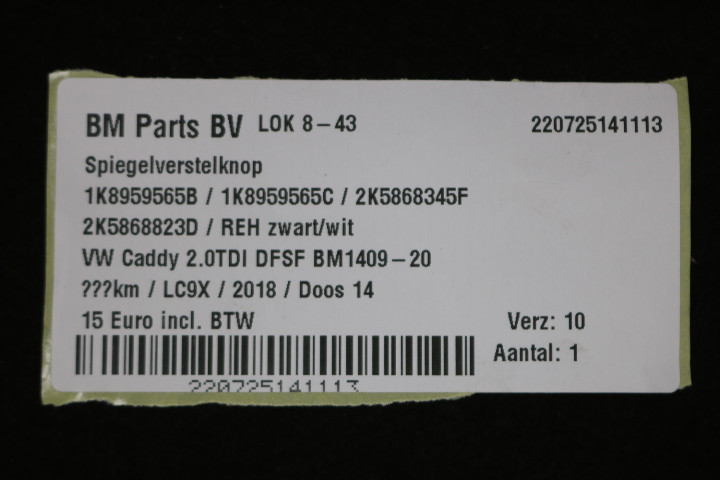 BM Parts BV LOK 8-43 220725141113
Spiegelverstelknop
1K8959565B / 1K8959565C / 2K5868345F
2K5868823D / REH zwart/wit
VW Caddy 2.0TDI DFSF BM1409-20
???km / LC9X / 2018 / Doos 14
15 Euro incl. BTW Verz: 10
Aantal: 1
220725141113